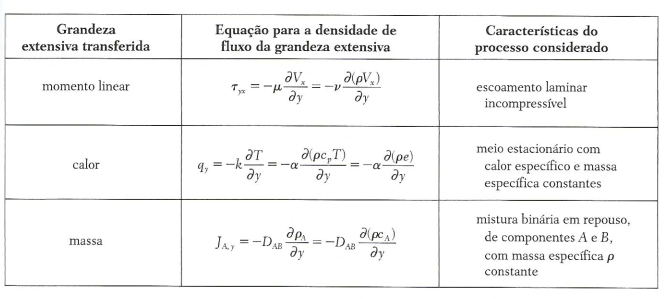 Grandeza
extensiva transferida
Equação para a densidade de
fluxo da grandeza extensiva
Características do
processo considerado
momento linear
τ_yx = −μ ∂V_x/∂y = −ν ∂(ρV_x)/∂y
escoamento laminar
incompressível
calor
q_y = −k ∂T/∂y = −α ∂(ρc_pT)/∂y = −α ∂(ρe)/∂y
meio estacionário com
calor específico e massa
específica constantes
massa
J_A,y = −D_AB ∂ρ_A/∂y = −D_AB ∂(ρc_A)/∂y
mistura binária em repouso,
de componentes A e B,
com massa específica ρ
constante